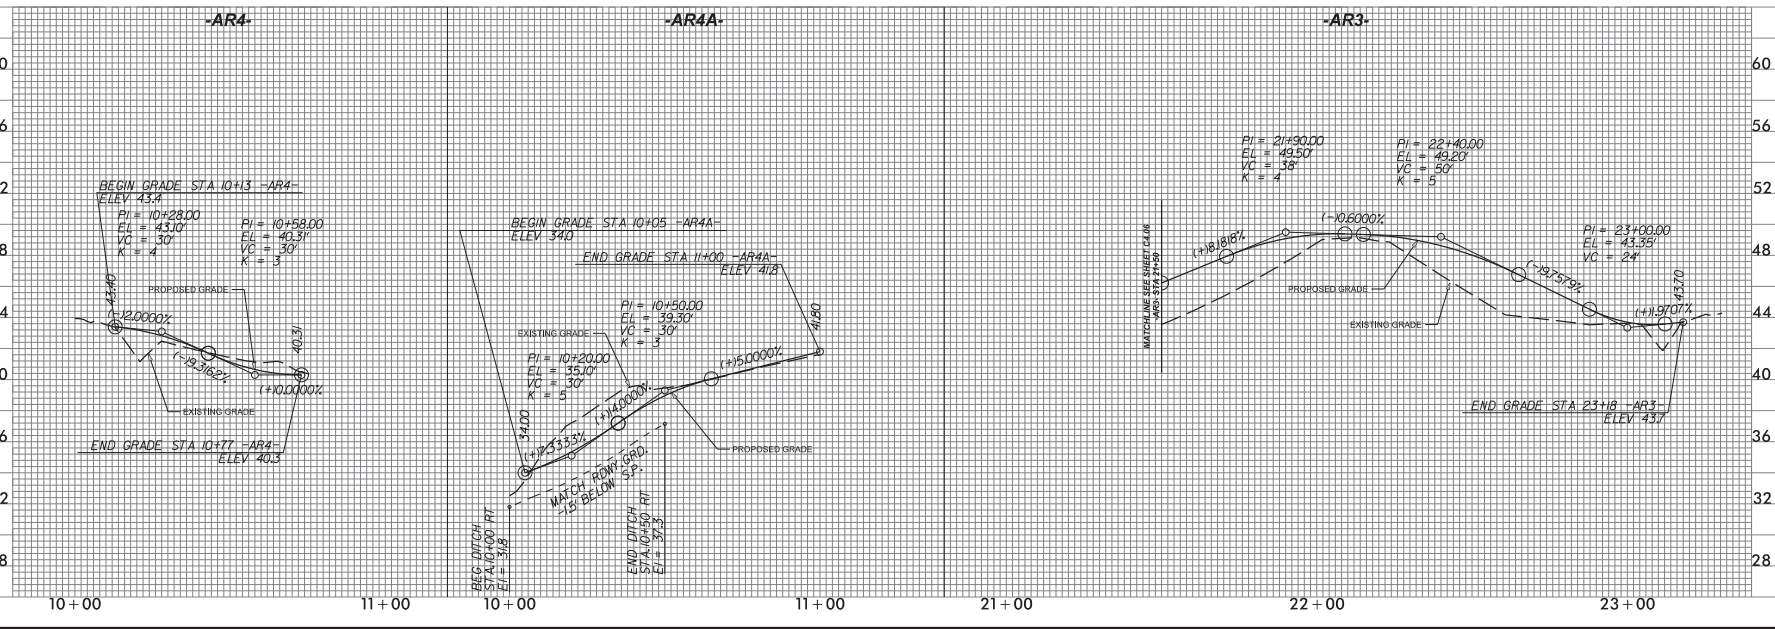 -AR4-
BEGIN GRADE STA 10+13 -AR4-
ELEV 43.4
PI = 10+28.00
EL = 43.10'
VC = 30'
K = 4
PI = 10+58.00
EL = 40.31'
VC = 30'
K = 3
43.40
PROPOSED GRADE
(-)2.0000%
(-)9.3162%
40.31
(+)0.0000%
EXISTING GRADE
END GRADE STA 10+77 -AR4-
ELEV 40.3
10+00
11+00
-AR4A-
BEGIN GRADE STA 10+05 -AR4A-
ELEV 34.0
END GRADE STA 11+00 -AR4A-
ELEV 41.8
PI = 10+50.00
EL = 39.30'
VC = 30'
K = 3
EXISTING GRADE
PI = 10+20.00
EL = 35.10'
VC = 30'
K = 5
41.80
(+)5.0000%
(+)14.0000%
34.00
(+)7.3333%
PROPOSED GRADE
MATCH RDWY.GRD.
-1.5' BELOW S.P.
BEG DITCH
STA.10+00 RT
El = 31.8
END DITCH
STA.10+50 RT
El = 37.3
10+00
11+00
-AR3-
MATCHLINE SEE SHEET C4.06
-AR3- STA 21+50
PI = 21+90.00
EL = 49.50'
VC = 38'
K = 4
PI = 22+40.00
EL = 49.20'
VC = 50'
K = 5
(+)8.1818%
(-)0.6000%
PROPOSED GRADE
EXISTING GRADE
(-)9.7579%
PI = 23+00.00
EL = 43.35'
VC = 24'
43.70
(+)1.9707%
END GRADE STA 23+18 -AR3-
ELEV 43.7
21+00
22+00
23+00
60
56
52
48
44
40
36
32
28